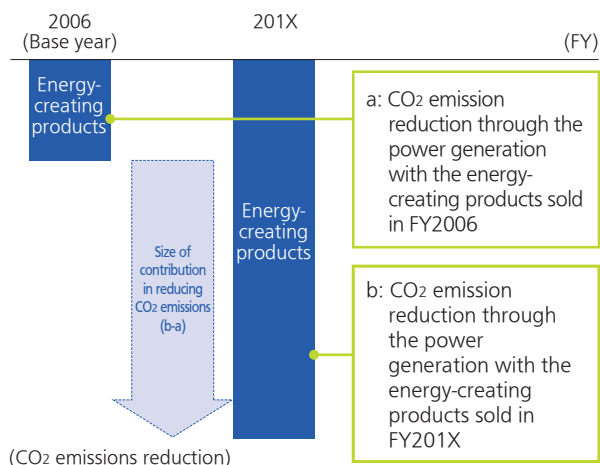 2006
(Base year)
201X
(FY)
Energy-
creating
products
a: CO2 emission
reduction through the
power generation
with the energy-
creating products sold
in FY2006
Energy-
creating
products
Size of
contribution
in reducing
CO2 emissions
(b-a)
b: CO2 emission
reduction through
the power
generation with the
energy-creating
products sold in
FY201X
(CO2 emissions reduction)